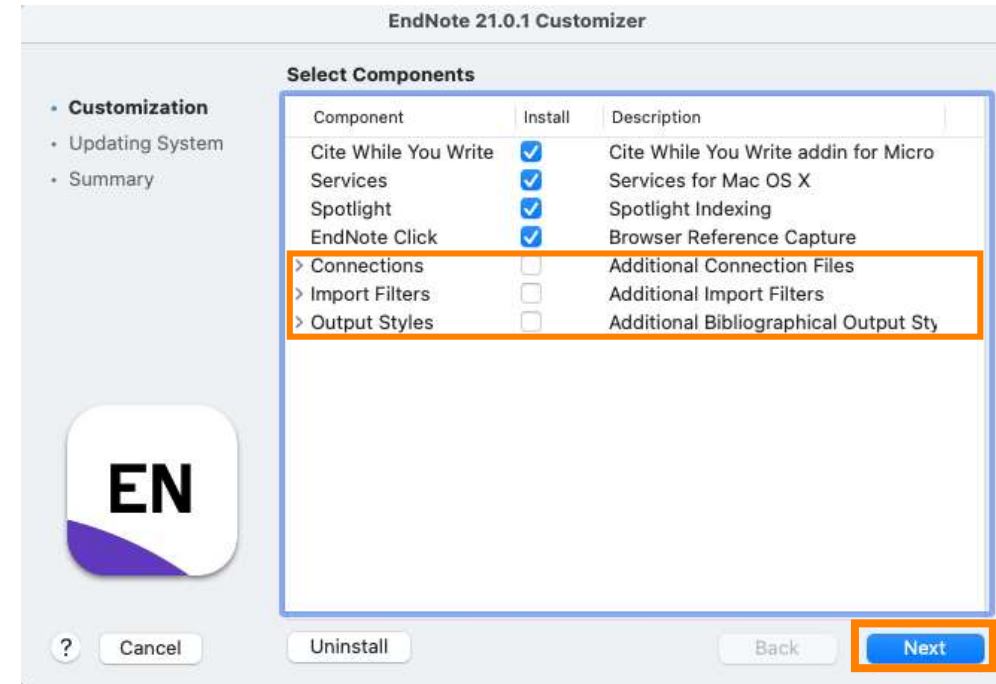 EndNote 21.0.1 Customizer
Select Components
• Customization
• Updating System
• Summary
Component Install Description
Cite While You Write Cite While You Write addin for Micro
Services Services for Mac OS X
Spotlight Spotlight Indexing
EndNote Click Browser Reference Capture
> Connections Additional Connection Files
> Import Filters Additional Import Filters
> Output Styles Additional Bibliographical Output Sty
EN
? Cancel Uninstall Back Next